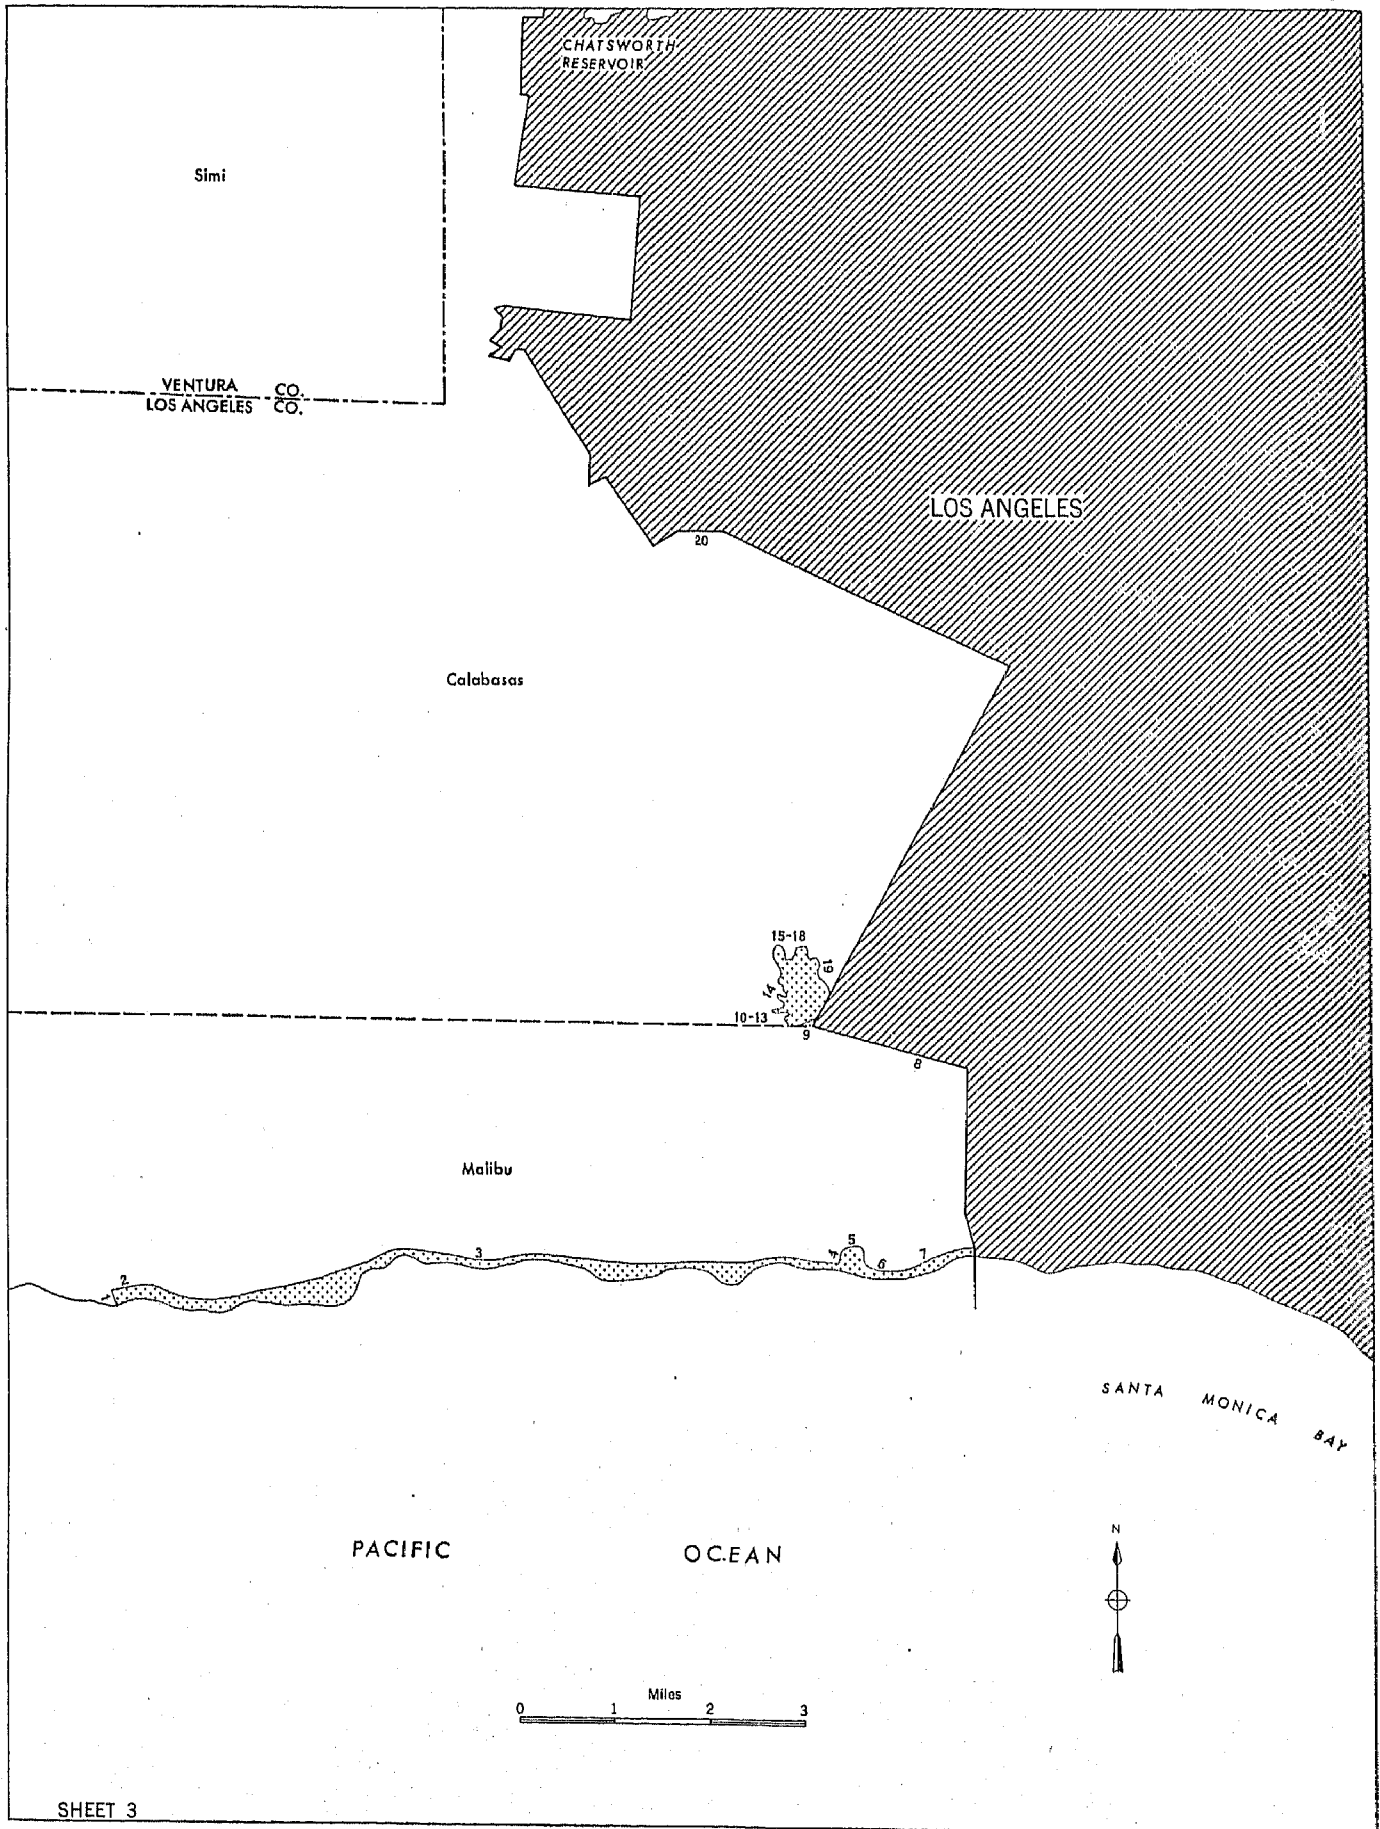 CHATSWORTH
RESERVOIR
Simi
VENTURA CO.
LOS ANGELES CO.
LOS ANGELES
20
Calabasas
15-18
19
14
10-13
9
8
Malibu
5
4
3
6
7
2
1
SANTA MONICA BAY
PACIFIC OCEAN
N
Miles
0 1 2 3
SHEET 3